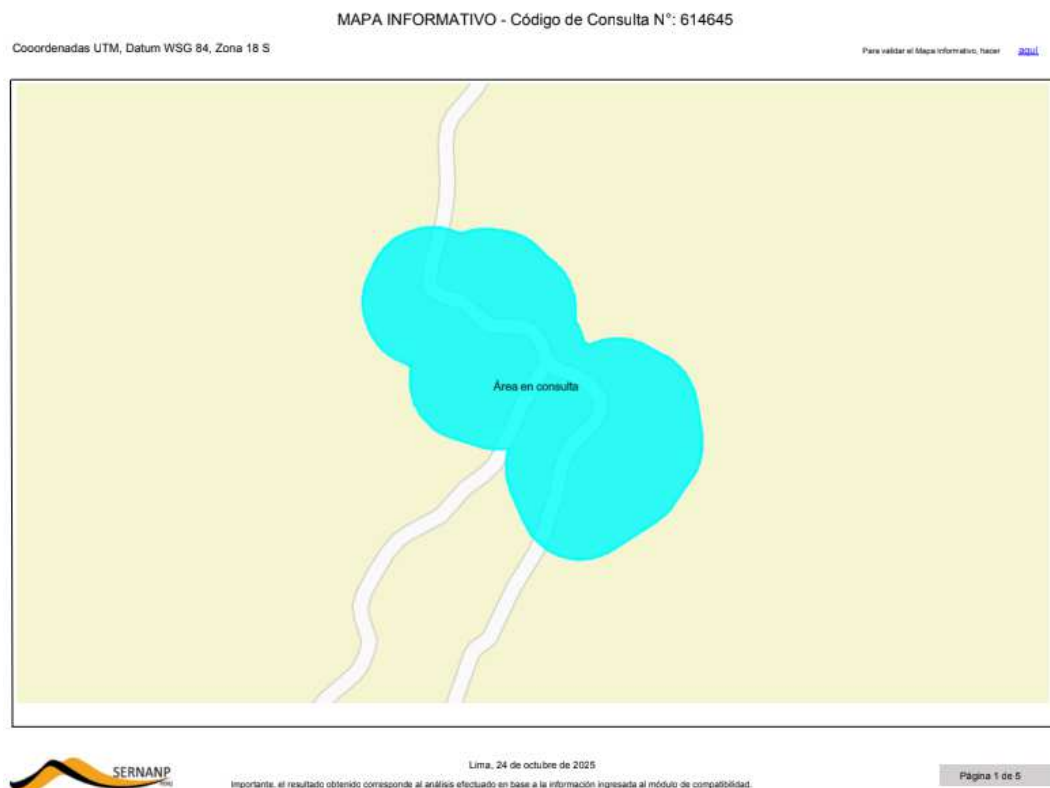 MAPA INFORMATIVO - Código de Consulta N°: 614645
Cooordenadas UTM, Datum WSG 84, Zona 18 S
Para validar el Mapa Informativo, hacer aquí
Área en consulta
SERNANP
PERÚ
Lima, 24 de octubre de 2025
Importante, el resultado obtenido corresponde al análisis efectuado en base a la información ingresada al módulo de compatibilidad.
Página 1 de 5